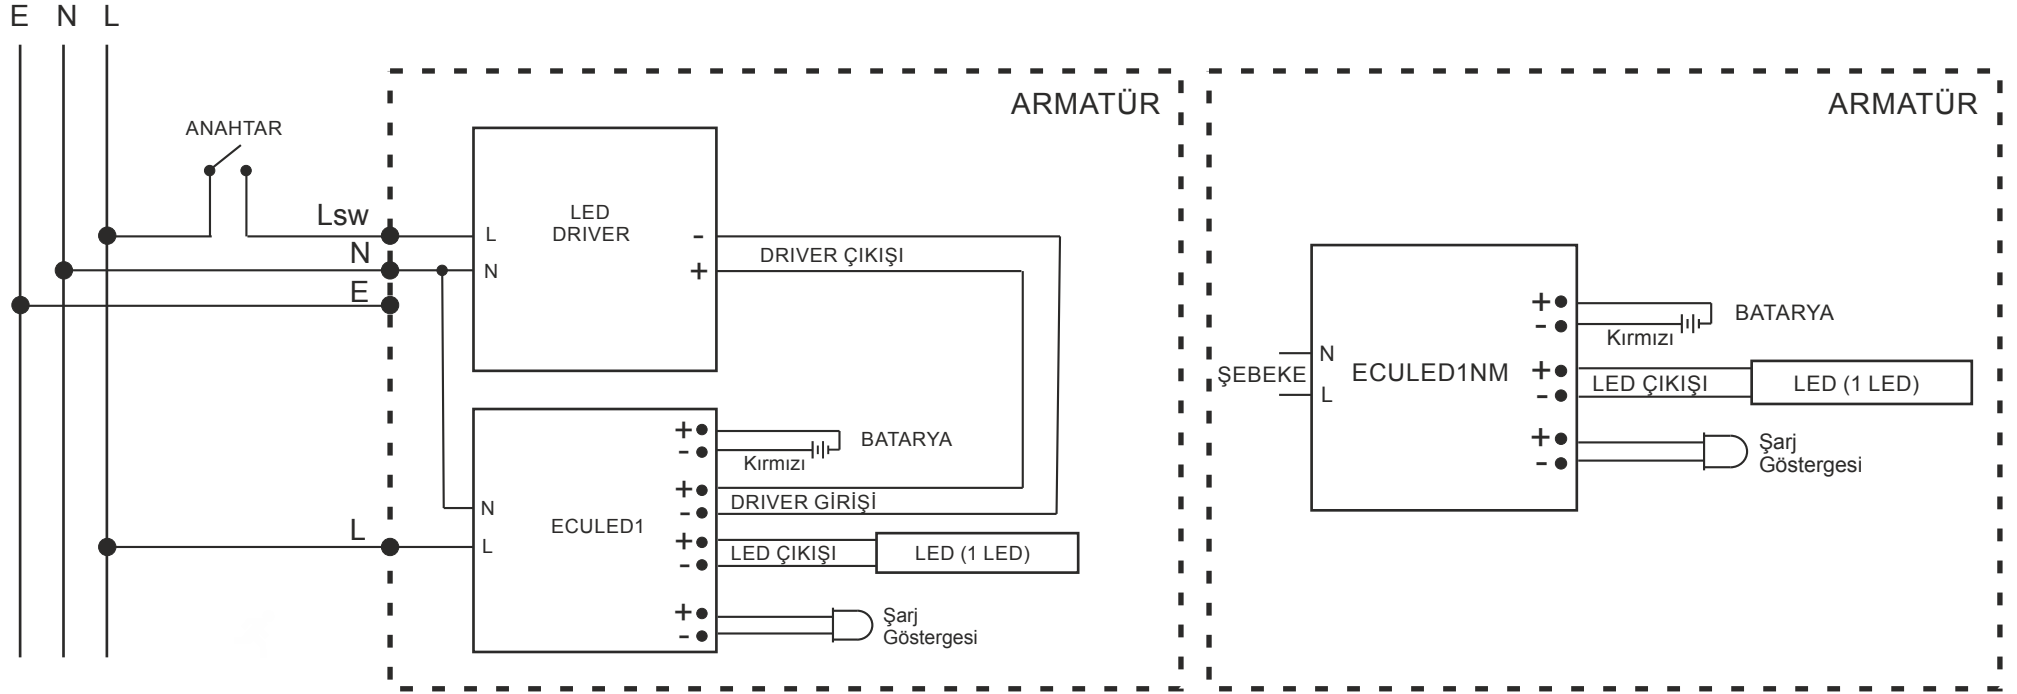 E N L
ARMATÜR
ANAHTAR
Lsw
N
E
L
N
LED
DRIVER
-
+
DRIVER ÇIKIŞI
L
N
L
ECULED1
+
-
BATARYA
Kırmızı
+
-
DRIVER GİRİŞİ
+
-
LED ÇIKIŞI
LED (1 LED)
+
-
Şarj
Göstergesi
ARMATÜR
ŞEBEKE
N
L
ECULED1NM
+
-
BATARYA
Kırmızı
+
-
LED ÇIKIŞI
LED (1 LED)
+
-
Şarj
Göstergesi